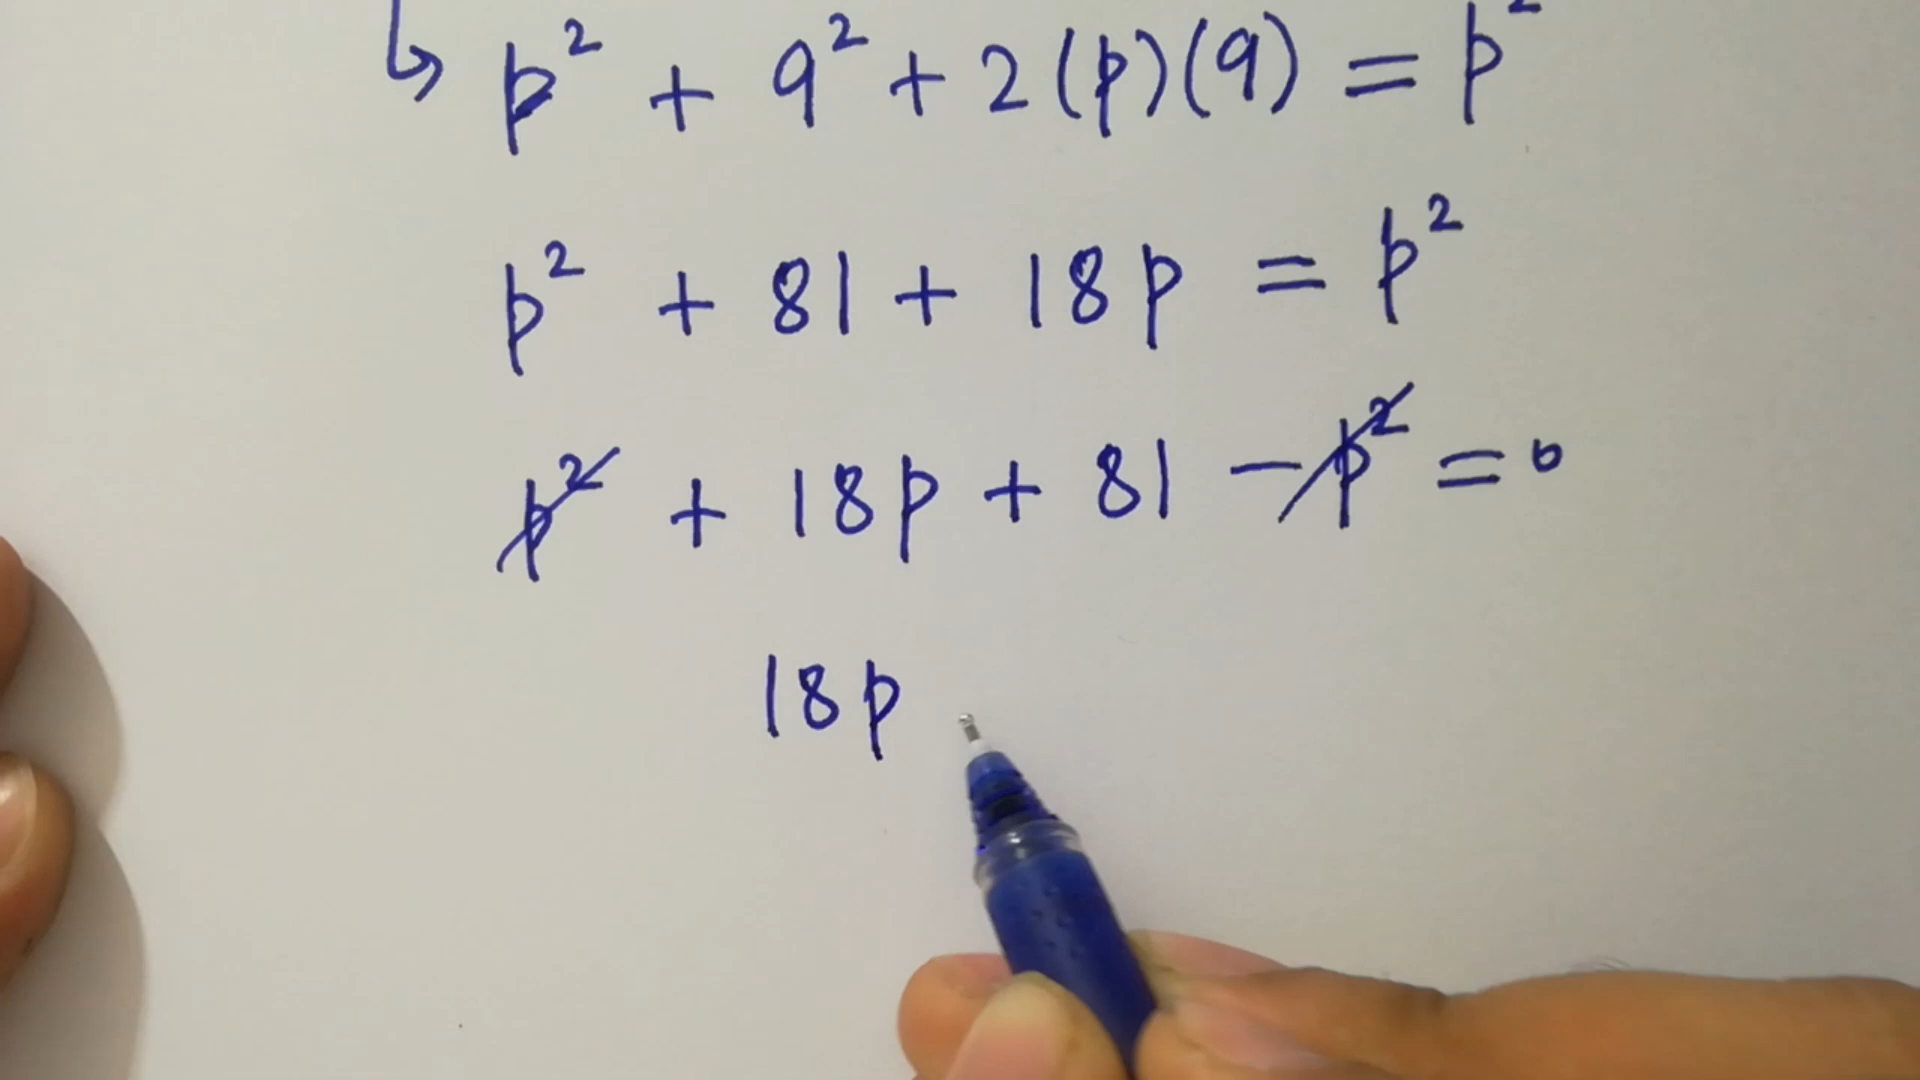 ↳ p² + 9² + 2(p)(9) = p²
p² + 81 + 18p = p²
p² + 18p + 81 - p² = 0
18p